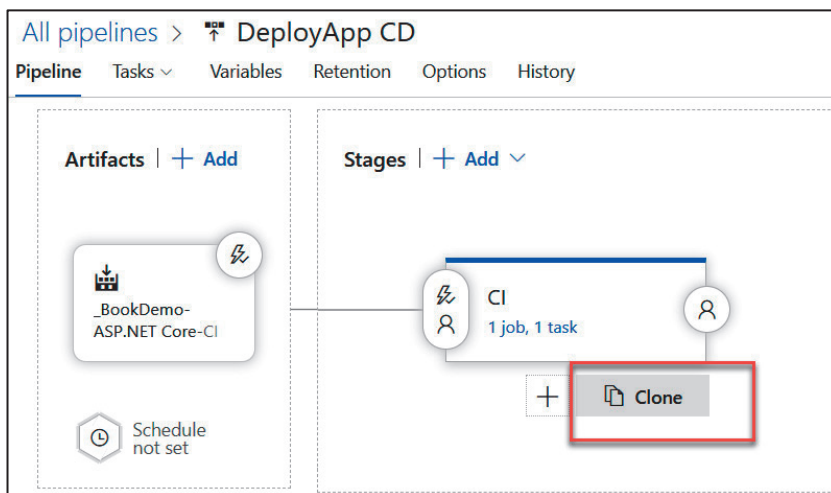 All pipelines > DeployApp CD
Pipeline Tasks Variables Retention Options History
Artifacts | + Add
Stages | + Add
_BookDemo-
ASP.NET Core-CI
CI
1 job, 1 task
+ Clone
Schedule
not set